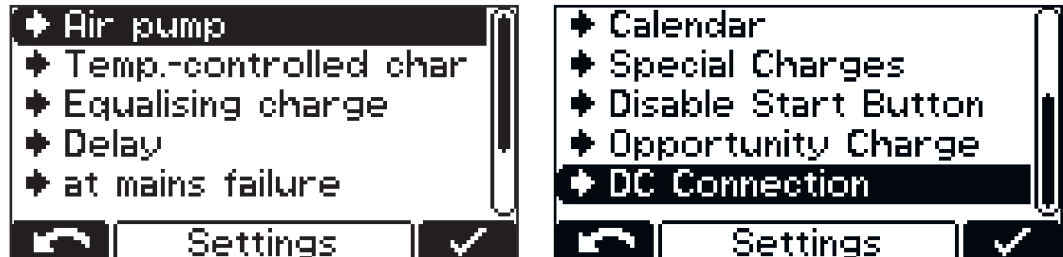 Air pump
Temp.-controlled char
Equalising charge
Delay
at mains failure
Settings
Calendar
Special Charges
Disable Start Button
Opportunity Charge
DC Connection
Settings